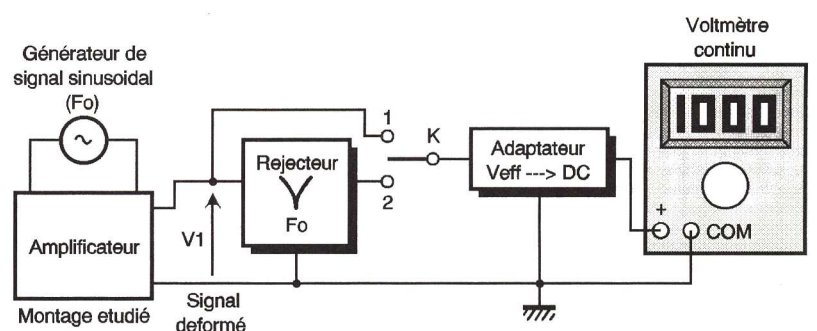 Générateur de
signal sinusoidal
(Fo)
~
Amplificateur
Montage etudié
V1
Signal
deformé
Rejecteur
Fo
1
2
K
Adaptateur
Veff ---> DC
Voltmètre
continu
1000
+
COM